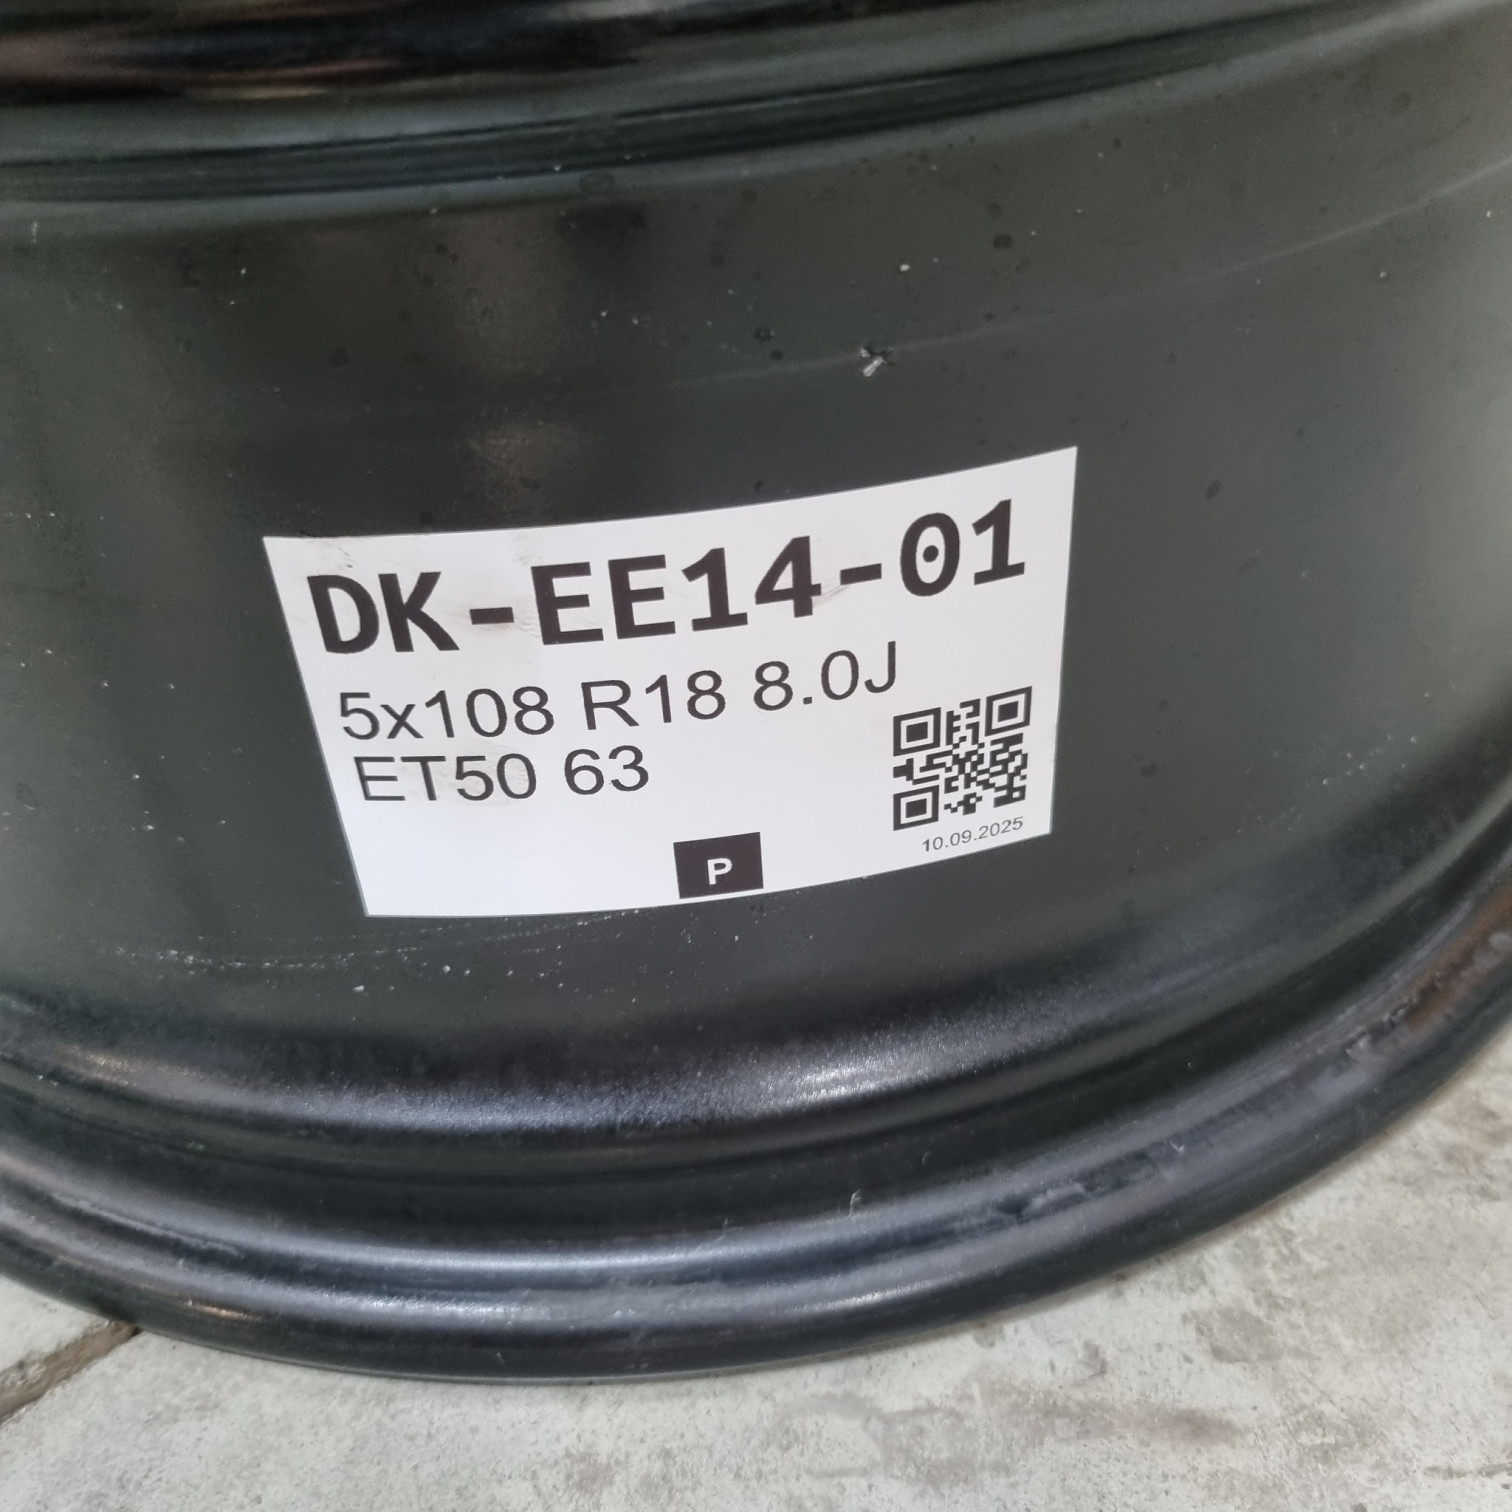 DK-EE14-01
5x108 R18 8.0J
ET50 63
10.09.2025
P